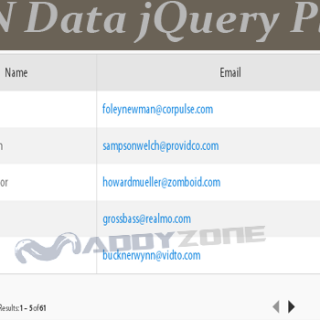 N Data jQuery P
Name Email
foleynewman@corpulse.com
n sampsonwelch@providco.com
or howardmueller@zomboid.com
grossbass@realmo.com
MADDYZONE
bucknerwynn@vidto.com
Results: 1 – 5 of 61